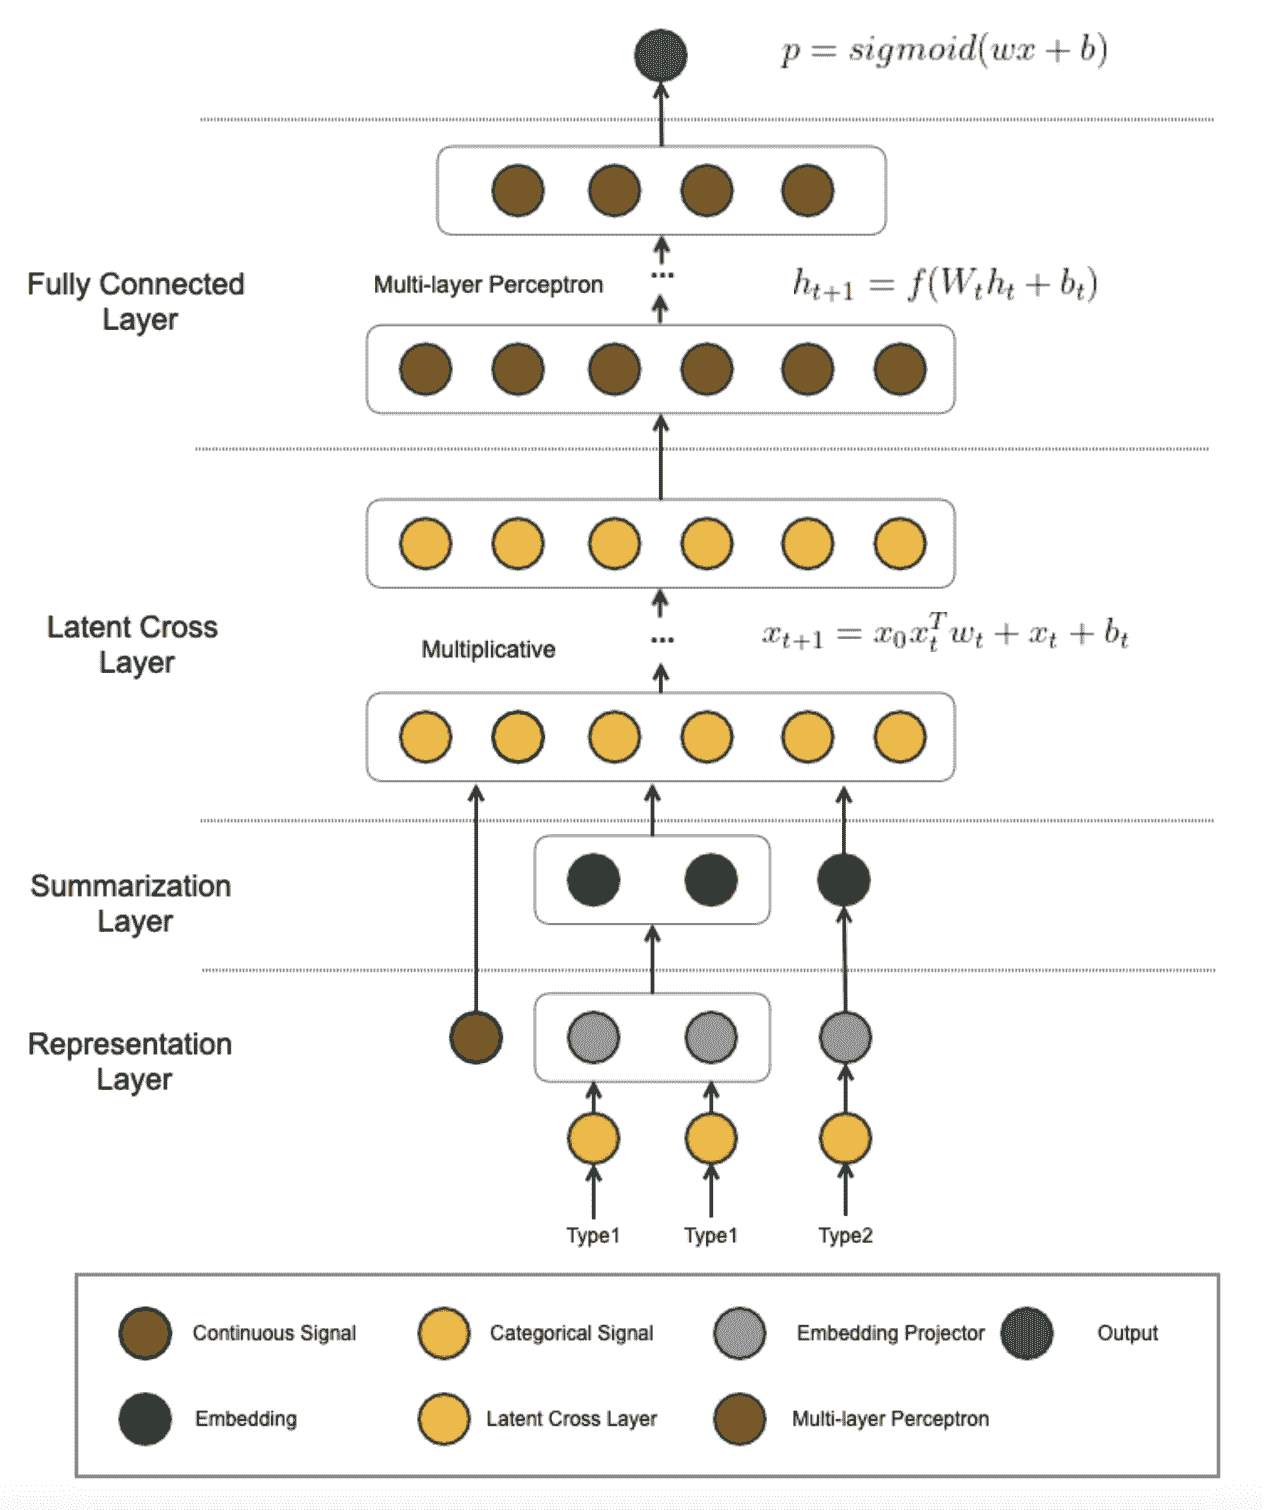 p = sigmoid(wx + b)
Fully Connected
Layer
Multi-layer Perceptron
...
h_{t+1} = f(W_t h_t + b_t)
Latent Cross
Layer
Multiplicative
...
x_{t+1} = x_0 x_t^T w_t + x_t + b_t
Summarization
Layer
Representation
Layer
Type1
Type1
Type2
Continuous Signal
Categorical Signal
Embedding Projector
Output
Embedding
Latent Cross Layer
Multi-layer Perceptron